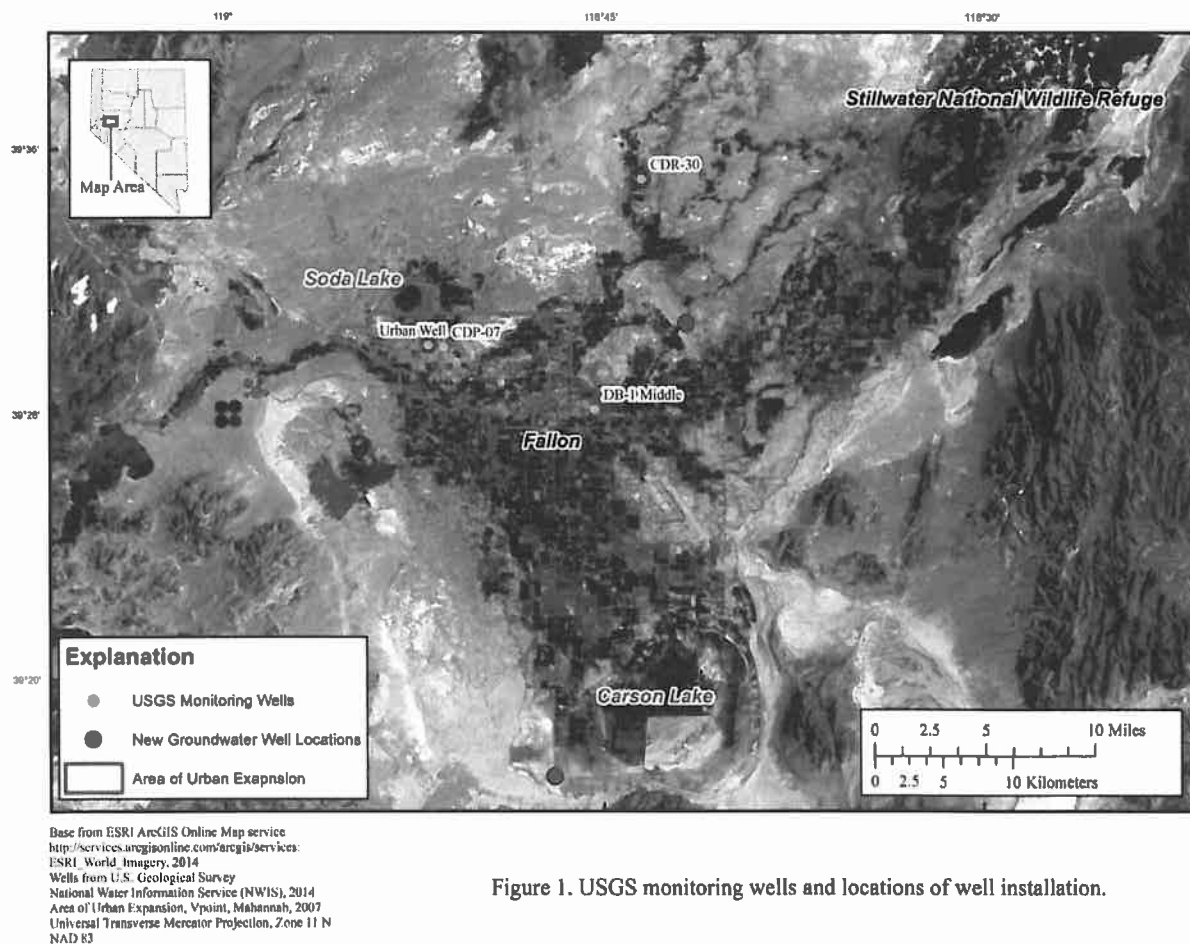 119°
118°45'
118°30'
Map Area
Stillwater National Wildlife Refuge
39°36'
CDR-30
Soda Lake
Urban Well CDP-07
DB-1 Middle
39°28'
Fallon
Explanation
USGS Monitoring Wells
New Groundwater Well Locations
Area of Urban Exapnsion
39°20'
Carson Lake
0 2.5 5 10 Miles
0 2.5 5 10 Kilometers
Base from ESRI ArcGIS Online Map service
http://services.arcgisonline.com/arcgis/services:
ESRI_World_Imagery, 2014
Wells from U.S. Geological Survey
National Water Information Service (NWIS), 2014
Area of Urban Expansion, Vpoint, Mahannah, 2007
Universal Transverse Mercator Projection, Zone 11 N
NAD 83
Figure 1. USGS monitoring wells and locations of well installation.